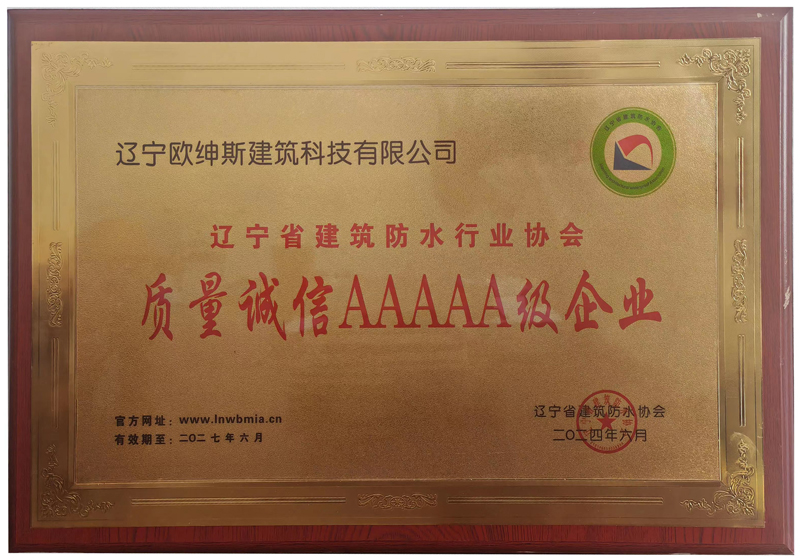 辽宁欧绅斯建筑科技有限公司
辽宁省建筑防水行业协会
质量诚信AAAAA级企业
官方网址：www.lnwbmia.cn
有效期至：二〇二七年六月
辽宁省建筑防水协会
二〇二四年六月